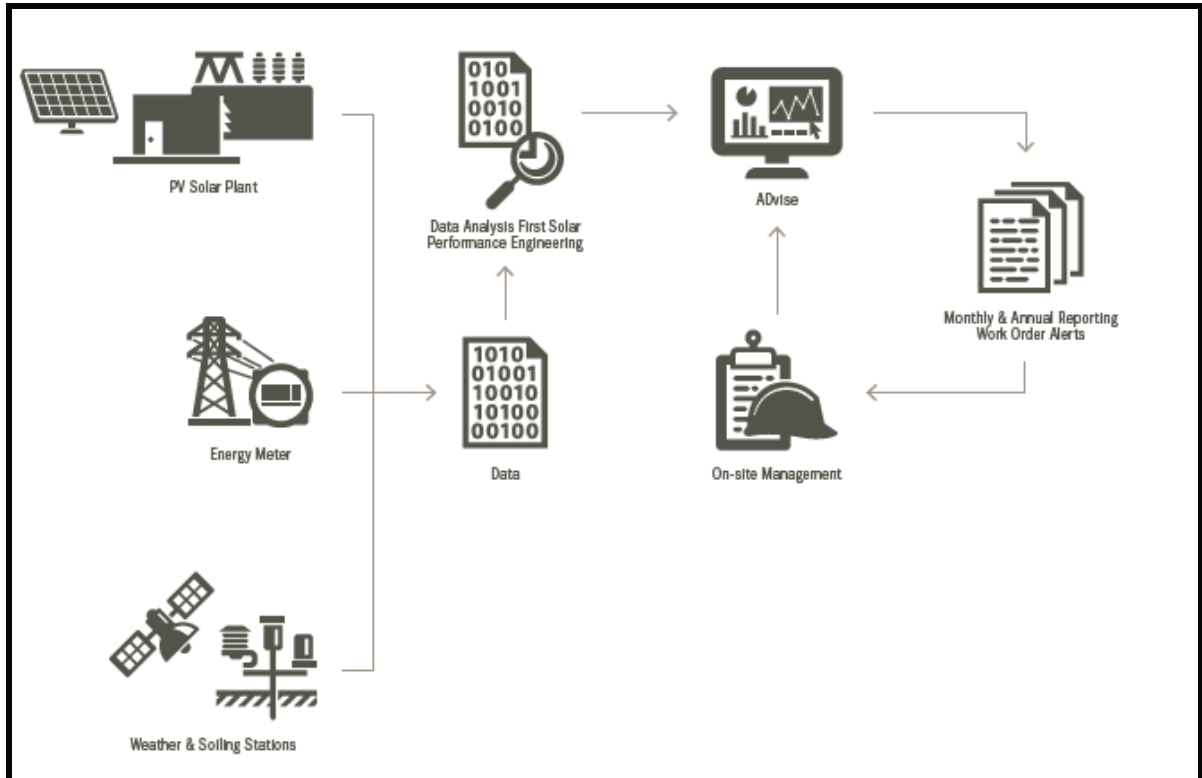 010
1001
0010
0100
PV Solar Plant
Data Analysis First Solar
Performance Engineering
ADvise
Monthly & Annual Reporting
Work Order Alerts
Energy Meter
1010
01001
10010
10100
00100
Data
On-site Management
Weather & Soiling Stations